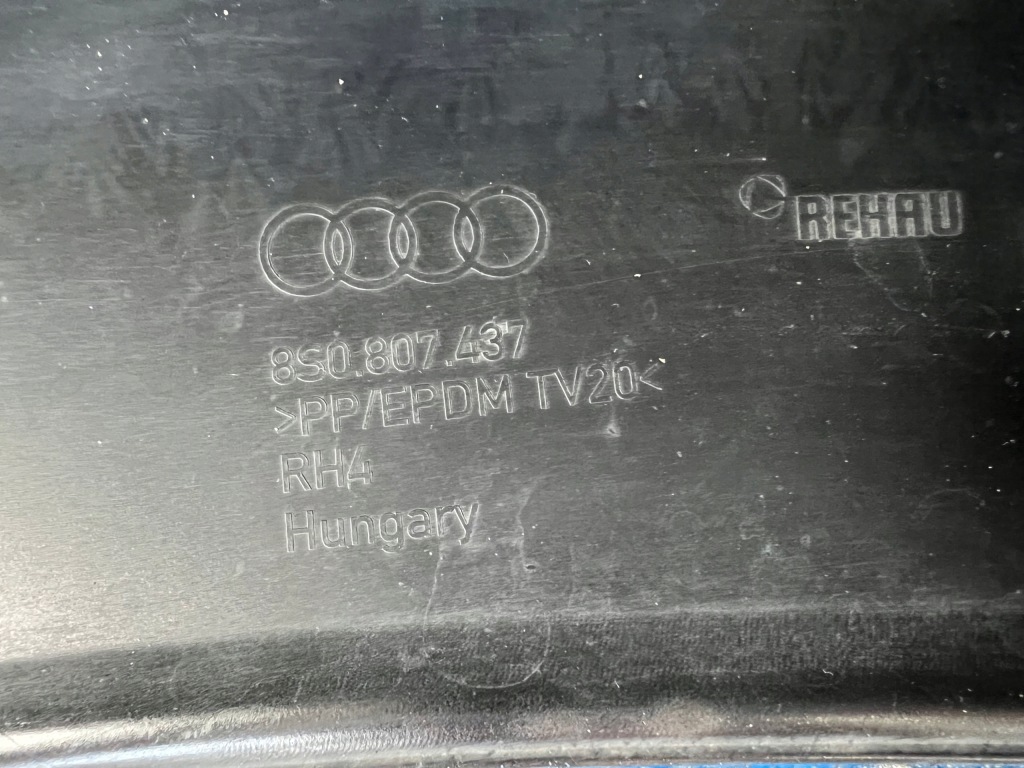 REHAU
8S0.807.437
>PP/EPDM TV20<
RH4
Hungary